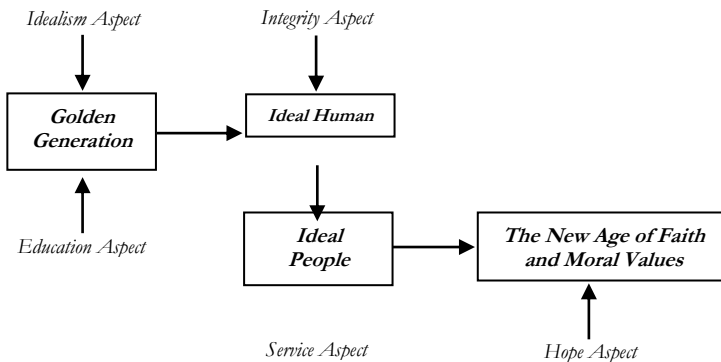 Idealism Aspect
Integrity Aspect
Golden
Generation
Ideal Human
Education Aspect
Ideal
People
The New Age of Faith
and Moral Values
Service Aspect
Hope Aspect